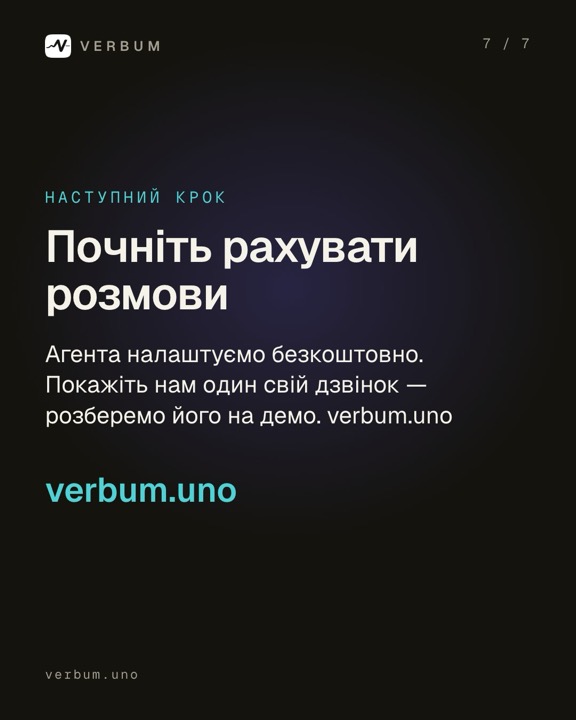 VERBUM
7 / 7
НАСТУПНИЙ КРОК
Почніть рахувати
розмови
Агента налаштуємо безкоштовно.
Покажіть нам один свій дзвінок —
розберемо його на демо. verbum.uno
verbum.uno
verbum.uno